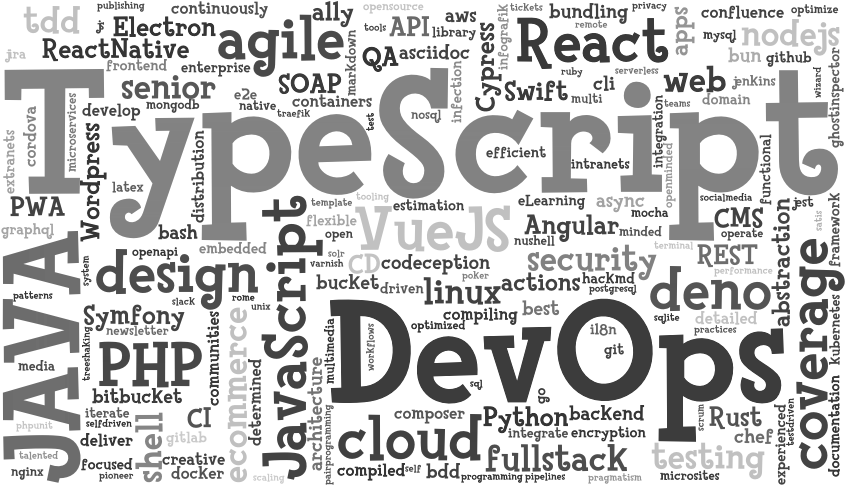 publishing
continuously
ally
opensource
aws
tickets
bundling
privacy
confluence
optimize
tdd
js
Electron
agile
tools
API
library
infografik
React
remote
apps
mysql
nodejs
jira
ReactNative
markdown
QA
asciidoc
Cypress
bun
github
frontend
enterprise
SOAP
infection
ruby
serverless
cli
web
jenkins
wizard
ghostinspector
senior
e2e
containers
Swift
multi
teams
domain
TypeScript
develop
mongodb
native
traefik
test
nosql
integration
openminded
functional
extranets
cordova
microservices
Wordpress
distribution
efficient
intranets
latex
PWA
template
tooling
estimation
eLearning
async
socialmedia
jest
graphql
bash
JavaScript
flexible
VueJS
mocha
CMS
satis
framework
open
Angular
minded
operate
JAVA
system
openapi
embedded
solr
nushell
terminal
REST
abstraction
design
varnish
CD
codeception
security
performance
poker
patterns
slack
rome
bucket
driven
linux
actions
hackmd
postgresql
deno
coverage
kubernetes
Symfony
unix
compiling
best
sqlite
detailed
treeshaking
newsletter
communities
ecommerce
multimedia
workflows
optimized
DevOps
il8n
practices
PHP
git
media
determined
architecture
sql
go
bitbucket
iterate
shell
CI
composer
Python
backend
scrum
Rust
experienced
testdriven
documentation
phpunit
selfdriven
gitlab
pairprogramming
cloud
integrate
encryption
chef
deliver
talented
focused
creative
fullstack
testing
nginx
pioneer
docker
scaling
compiled
self
bdd
programming
pipelines
pragmatism
microsites